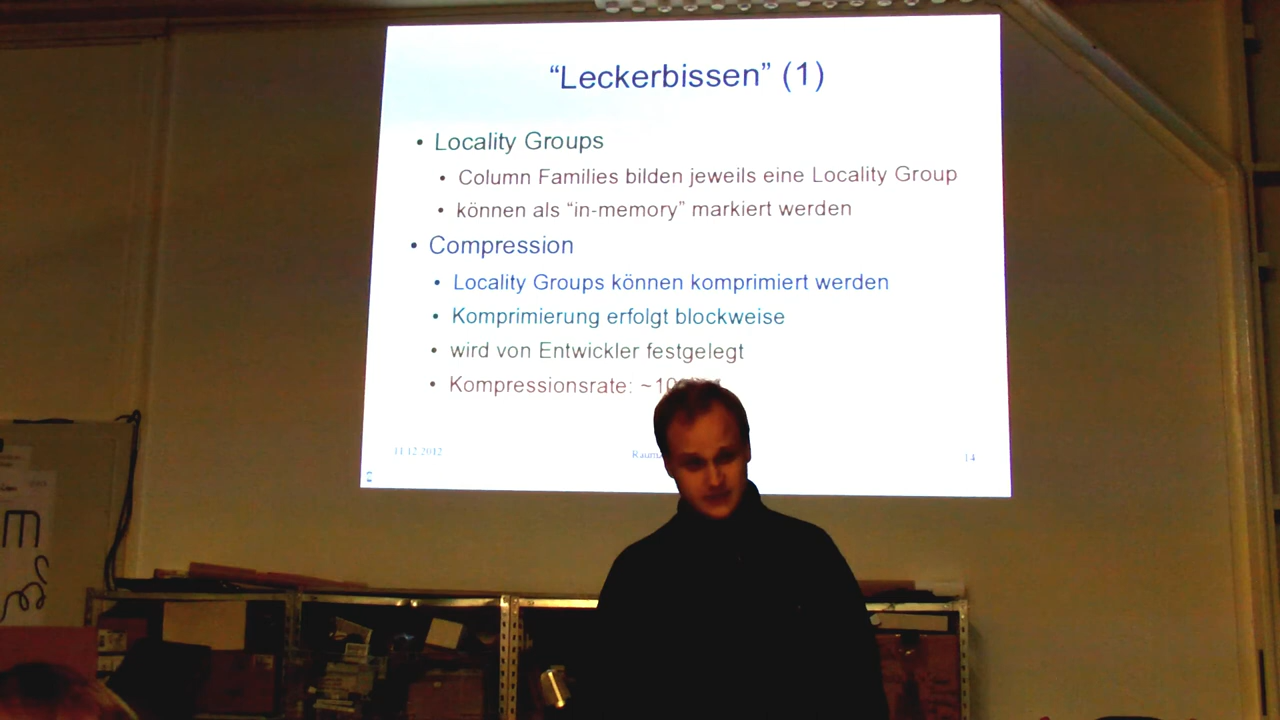 “Leckerbissen” (1)
• Locality Groups
• Column Families bilden jeweils eine Locality Group
• können als “in-memory” markiert werden
• Compression
• Locality Groups können komprimiert werden
• Komprimierung erfolgt blockweise
• wird von Entwickler festgelegt
• Kompressionsrate:
11.12.2012
14